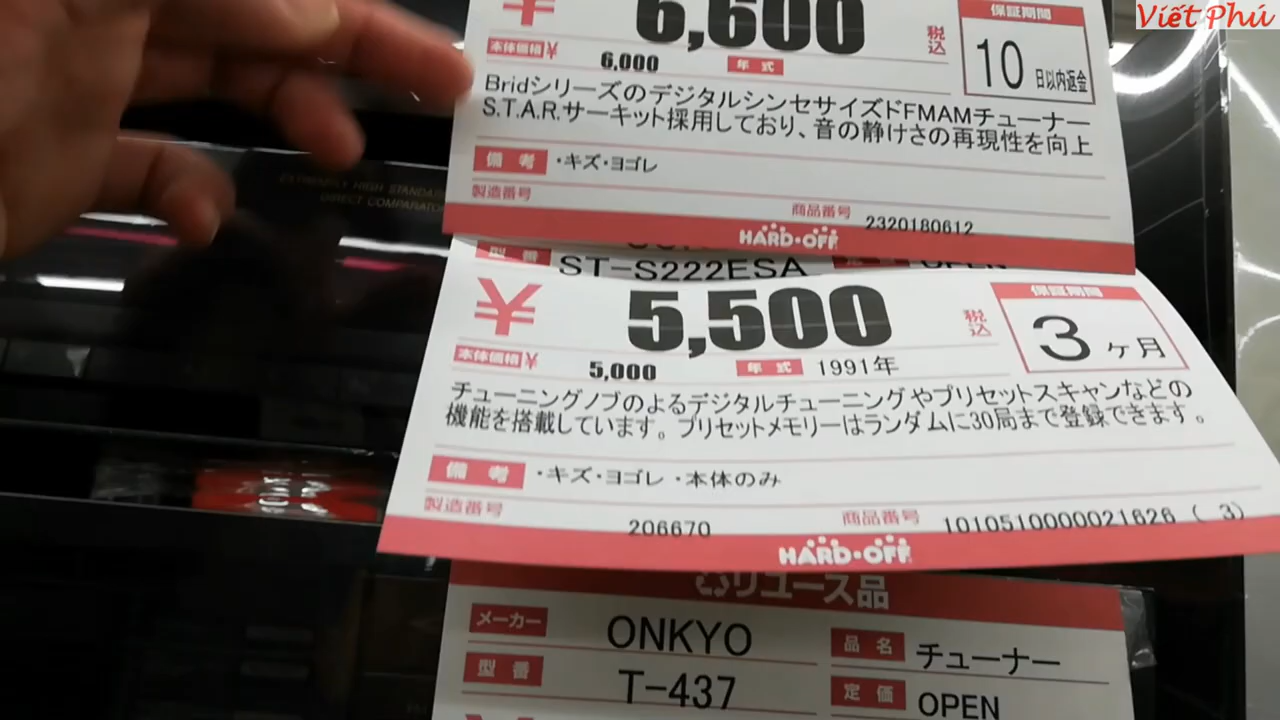 Việt Phú
¥ 6,600 税込
保証期間
10日以内返金
本体価格¥ 6,000 年式
Bridシリーズのデジタルシンセサイズド FMAMチューナー
S.T.A.R.サーキット採用しており、音の静けさの再現性を向上
備考 ・キズ・ヨゴレ
製造番号 商品番号 2320180612
HARD・OFF
EXTREMELY HIGH STANDA
DIRECT COMPARATO
型番 ST-S222ESA OPEN
¥ 5,500 税込
保証期間
3ヶ月
本体価格¥ 5,000 年式 1991年
チューニングノブのよるデジタルチューニングやプリセットスキャンなどの
機能を搭載しています。プリセットメモリーはランダムに30局まで登録できます。
備考 ・キズ・ヨゴレ ・本体のみ
製造番号 206670 商品番号 1010510000021626 ( 3)
HARD・OFF
リユース品
メーカー ONKYO 品名 チューナー
型番 T-437 定価 OPEN